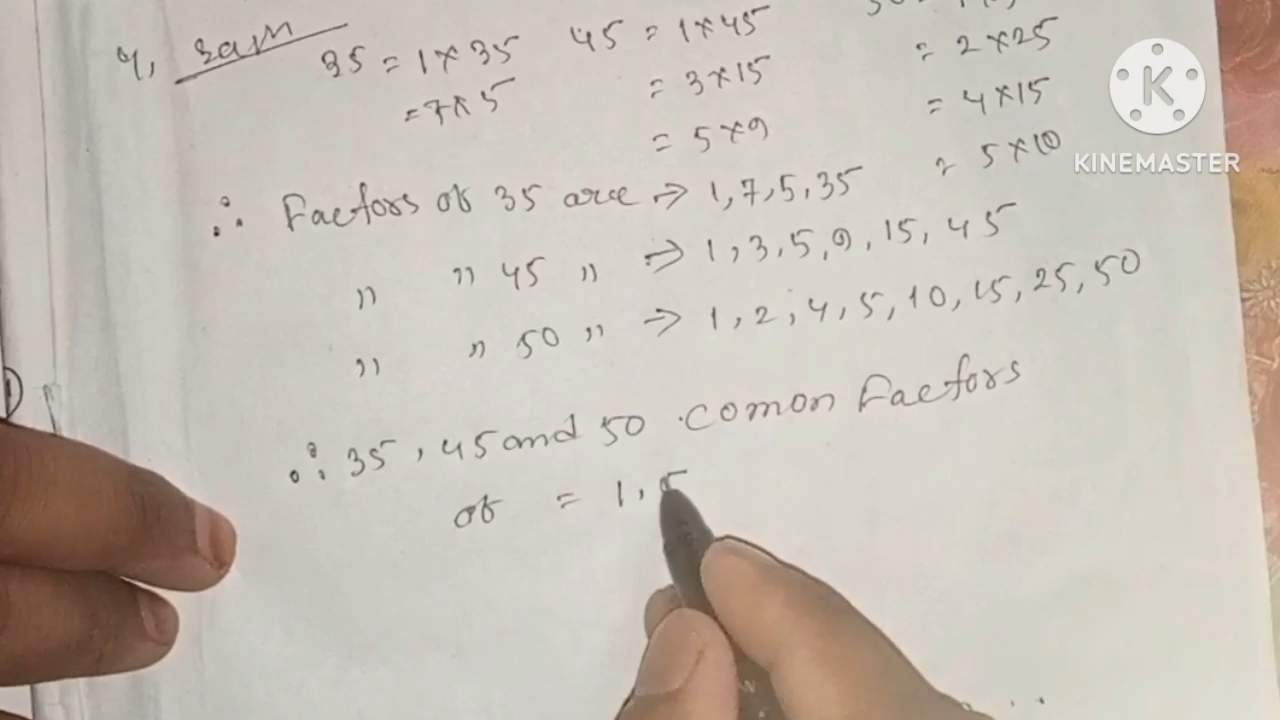 35 = 1×35 45 = 1×45
= 7×5 = 3×15 = 2×25
= 5×9 = 4×15
= 5×10
∴ Factors of 35 are → 1,7,5,35
" " 45 " → 1,3,5,9,15,45
" " 50 " → 1,2,4,5,10,15,25,50
∴ 35, 45 and 50 comon Factors
of = 1,5
KINEMASTER